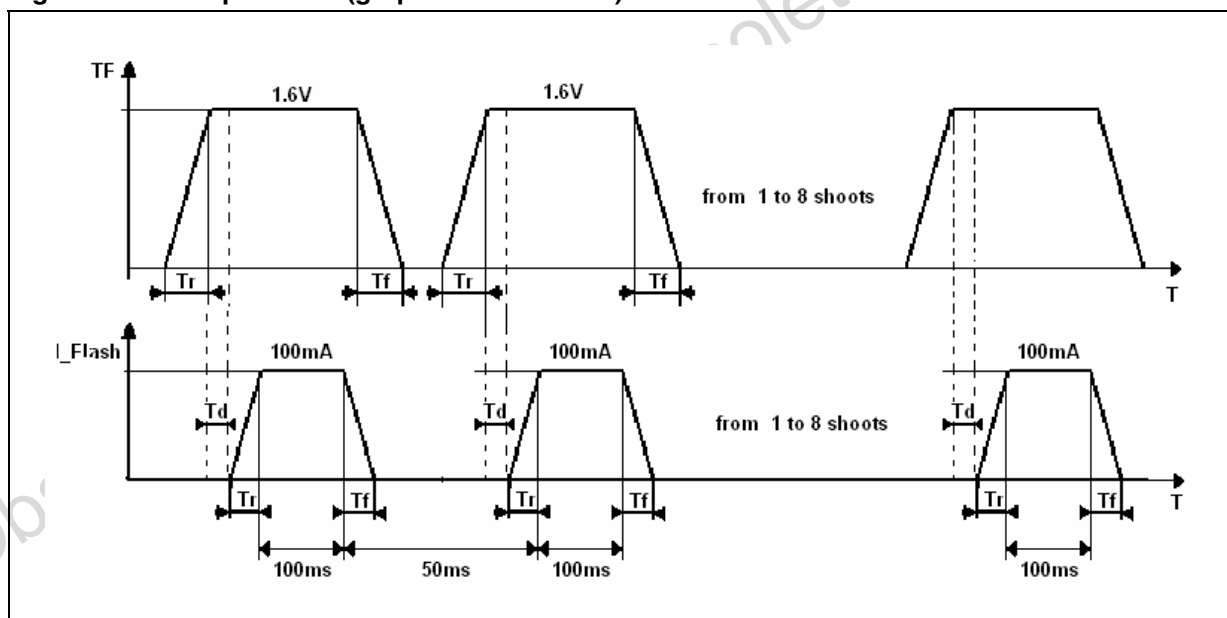 TF
1.6V
1.6V
from 1 to 8 shoots
Tr
Tf
Tr
Tf
T
I_Flash
100mA
100mA
100mA
Td
Td
Td
from 1 to 8 shoots
Tr
Tf
Tr
Tf
Tr
Tf
T
100ms
50ms
100ms
100ms